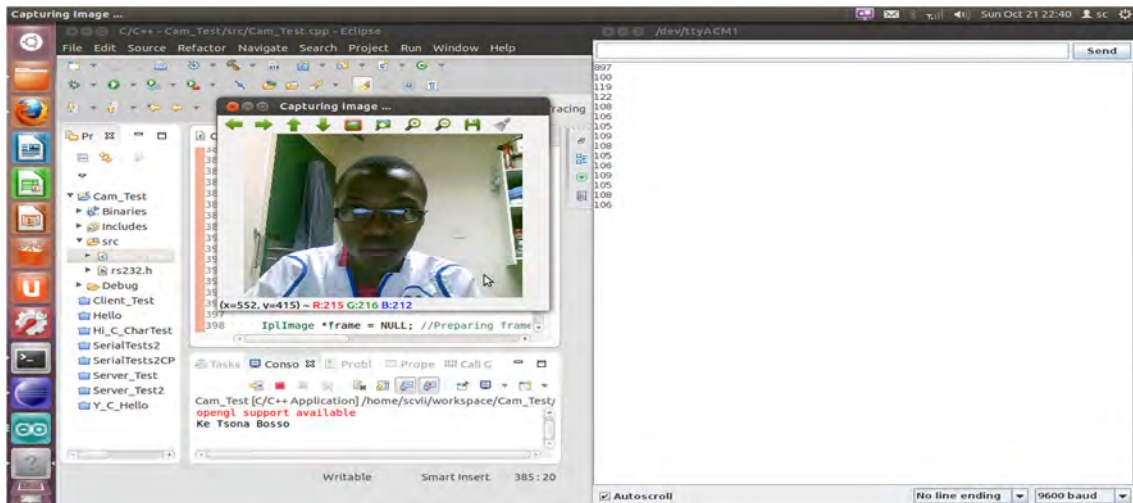 Capturing Image ...
Sun Oct 21 22:40
sc
C/C++ - Cam_Test/src/Cam_Test.cpp - Eclipse
File Edit Source Refactor Navigate Search Project Run Window Help
Capturing Image ...
racing
Pr
C
Cam_Test
Binaries
Includes
src
rs232.h
Debug
Client_Test
Hello
Hi_C_CharTest
SerialTests2
SerialTests2CP
Server_Test
Server_Test2
Y_C_Hello
(x=552, y=415) ~ R:215 G:216 B:212
397
398 IplImage *frame = NULL; //Preparing frame
Tasks Conso Probl Prope Call C
Cam_Test [C/C++ Application] /home/scvii/workspace/Cam_Test/
opengl support available
Ke Tsona Bosso
Writable Smart Insert 385 : 20
/dev/ttyACM1
Send
897
100
119
122
108
106
105
109
108
105
106
109
105
108
106
Autoscroll
No line ending
9600 baud